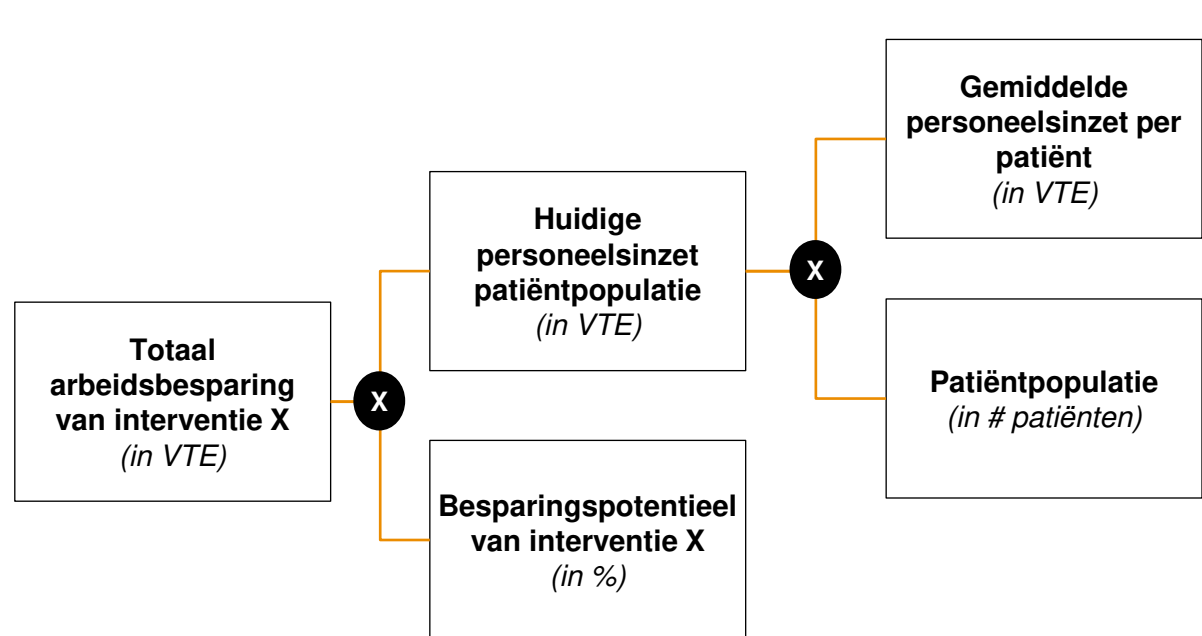 Totaal
arbeidsbesparing
van interventie X
(in VTE)
X
Huidige
personeelsinzet
patiëntpopulatie
(in VTE)
Besparingspotentieel
van interventie X
(in %)
X
Gemiddelde
personeelsinzet per
patiënt
(in VTE)
Patiëntpopulatie
(in # patiënten)